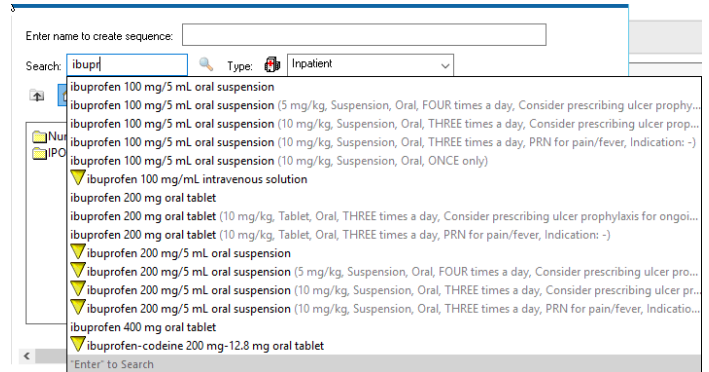 Enter name to create sequence:
Search: ibupr Type: Inpatient
ibuprofen 100 mg/5 mL oral suspension
ibuprofen 100 mg/5 mL oral suspension (5 mg/kg, Suspension, Oral, FOUR times a day, Consider prescribing ulcer prophy...
ibuprofen 100 mg/5 mL oral suspension (10 mg/kg, Suspension, Oral, THREE times a day, Consider prescribing ulcer prop...
ibuprofen 100 mg/5 mL oral suspension (10 mg/kg, Suspension, Oral, THREE times a day, PRN for pain/fever, Indication: -)
ibuprofen 100 mg/5 mL oral suspension (10 mg/kg, Suspension, Oral, ONCE only)
Nur
IPO
ibuprofen 100 mg/mL intravenous solution
ibuprofen 200 mg oral tablet
ibuprofen 200 mg oral tablet (10 mg/kg, Tablet, Oral, THREE times a day, Consider prescribing ulcer prophylaxis for ongoi...
ibuprofen 200 mg oral tablet (10 mg/kg, Tablet, Oral, THREE times a day, PRN for pain/fever, Indication: -)
ibuprofen 200 mg/5 mL oral suspension
ibuprofen 200 mg/5 mL oral suspension (5 mg/kg, Suspension, Oral, FOUR times a day, Consider prescribing ulcer pro...
ibuprofen 200 mg/5 mL oral suspension (10 mg/kg, Suspension, Oral, THREE times a day, Consider prescribing ulcer pr...
ibuprofen 200 mg/5 mL oral suspension (10 mg/kg, Suspension, Oral, THREE times a day, PRN for pain/fever, Indicatio...
ibuprofen 400 mg oral tablet
ibuprofen-codeine 200 mg-12.8 mg oral tablet
"Enter" to Search